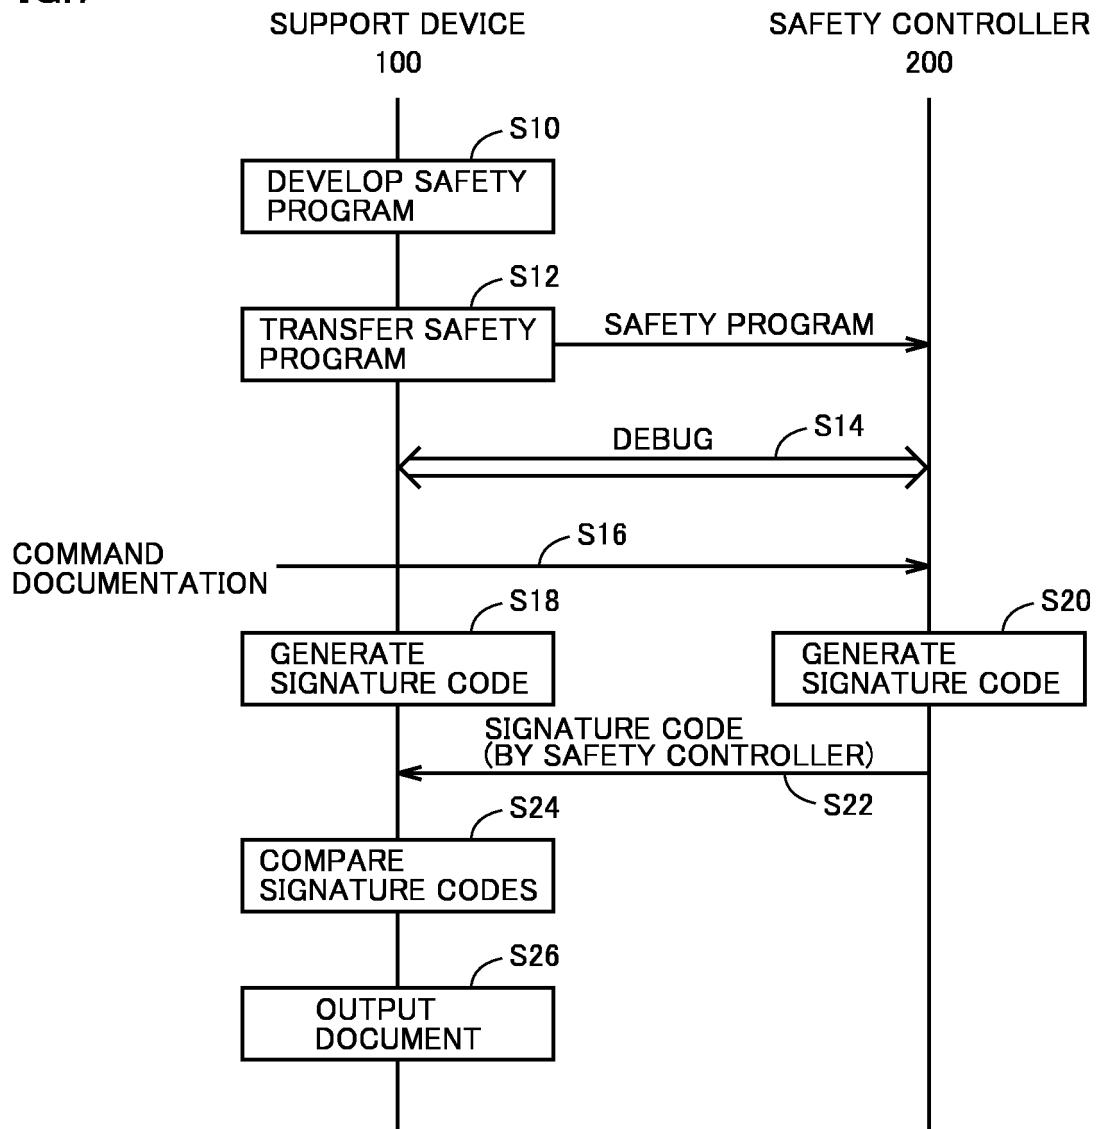 SUPPORT DEVICE
100
SAFETY CONTROLLER
200
S10
DEVELOP SAFETY
PROGRAM
S12
TRANSFER SAFETY
PROGRAM
SAFETY PROGRAM
DEBUG
S14
S16
COMMAND
DOCUMENTATION
S18
GENERATE
SIGNATURE CODE
S20
GENERATE
SIGNATURE CODE
SIGNATURE CODE
(BY SAFETY CONTROLLER)
S22
S24
COMPARE
SIGNATURE CODES
S26
OUTPUT
DOCUMENT